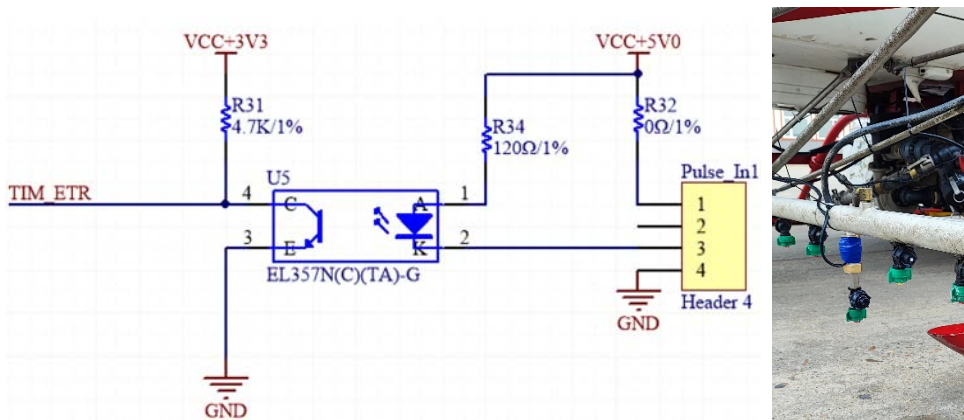 VCC+3V3
VCC+5V0
R31
4.7K/1%
R34
120Ω/1%
R32
0Ω/1%
Pulse_In1
TIM_ETR
U5
4
C
A
1
3
E
K
2
1
2
3
4
EL357N(C)(TA)-G
Header 4
GND
GND